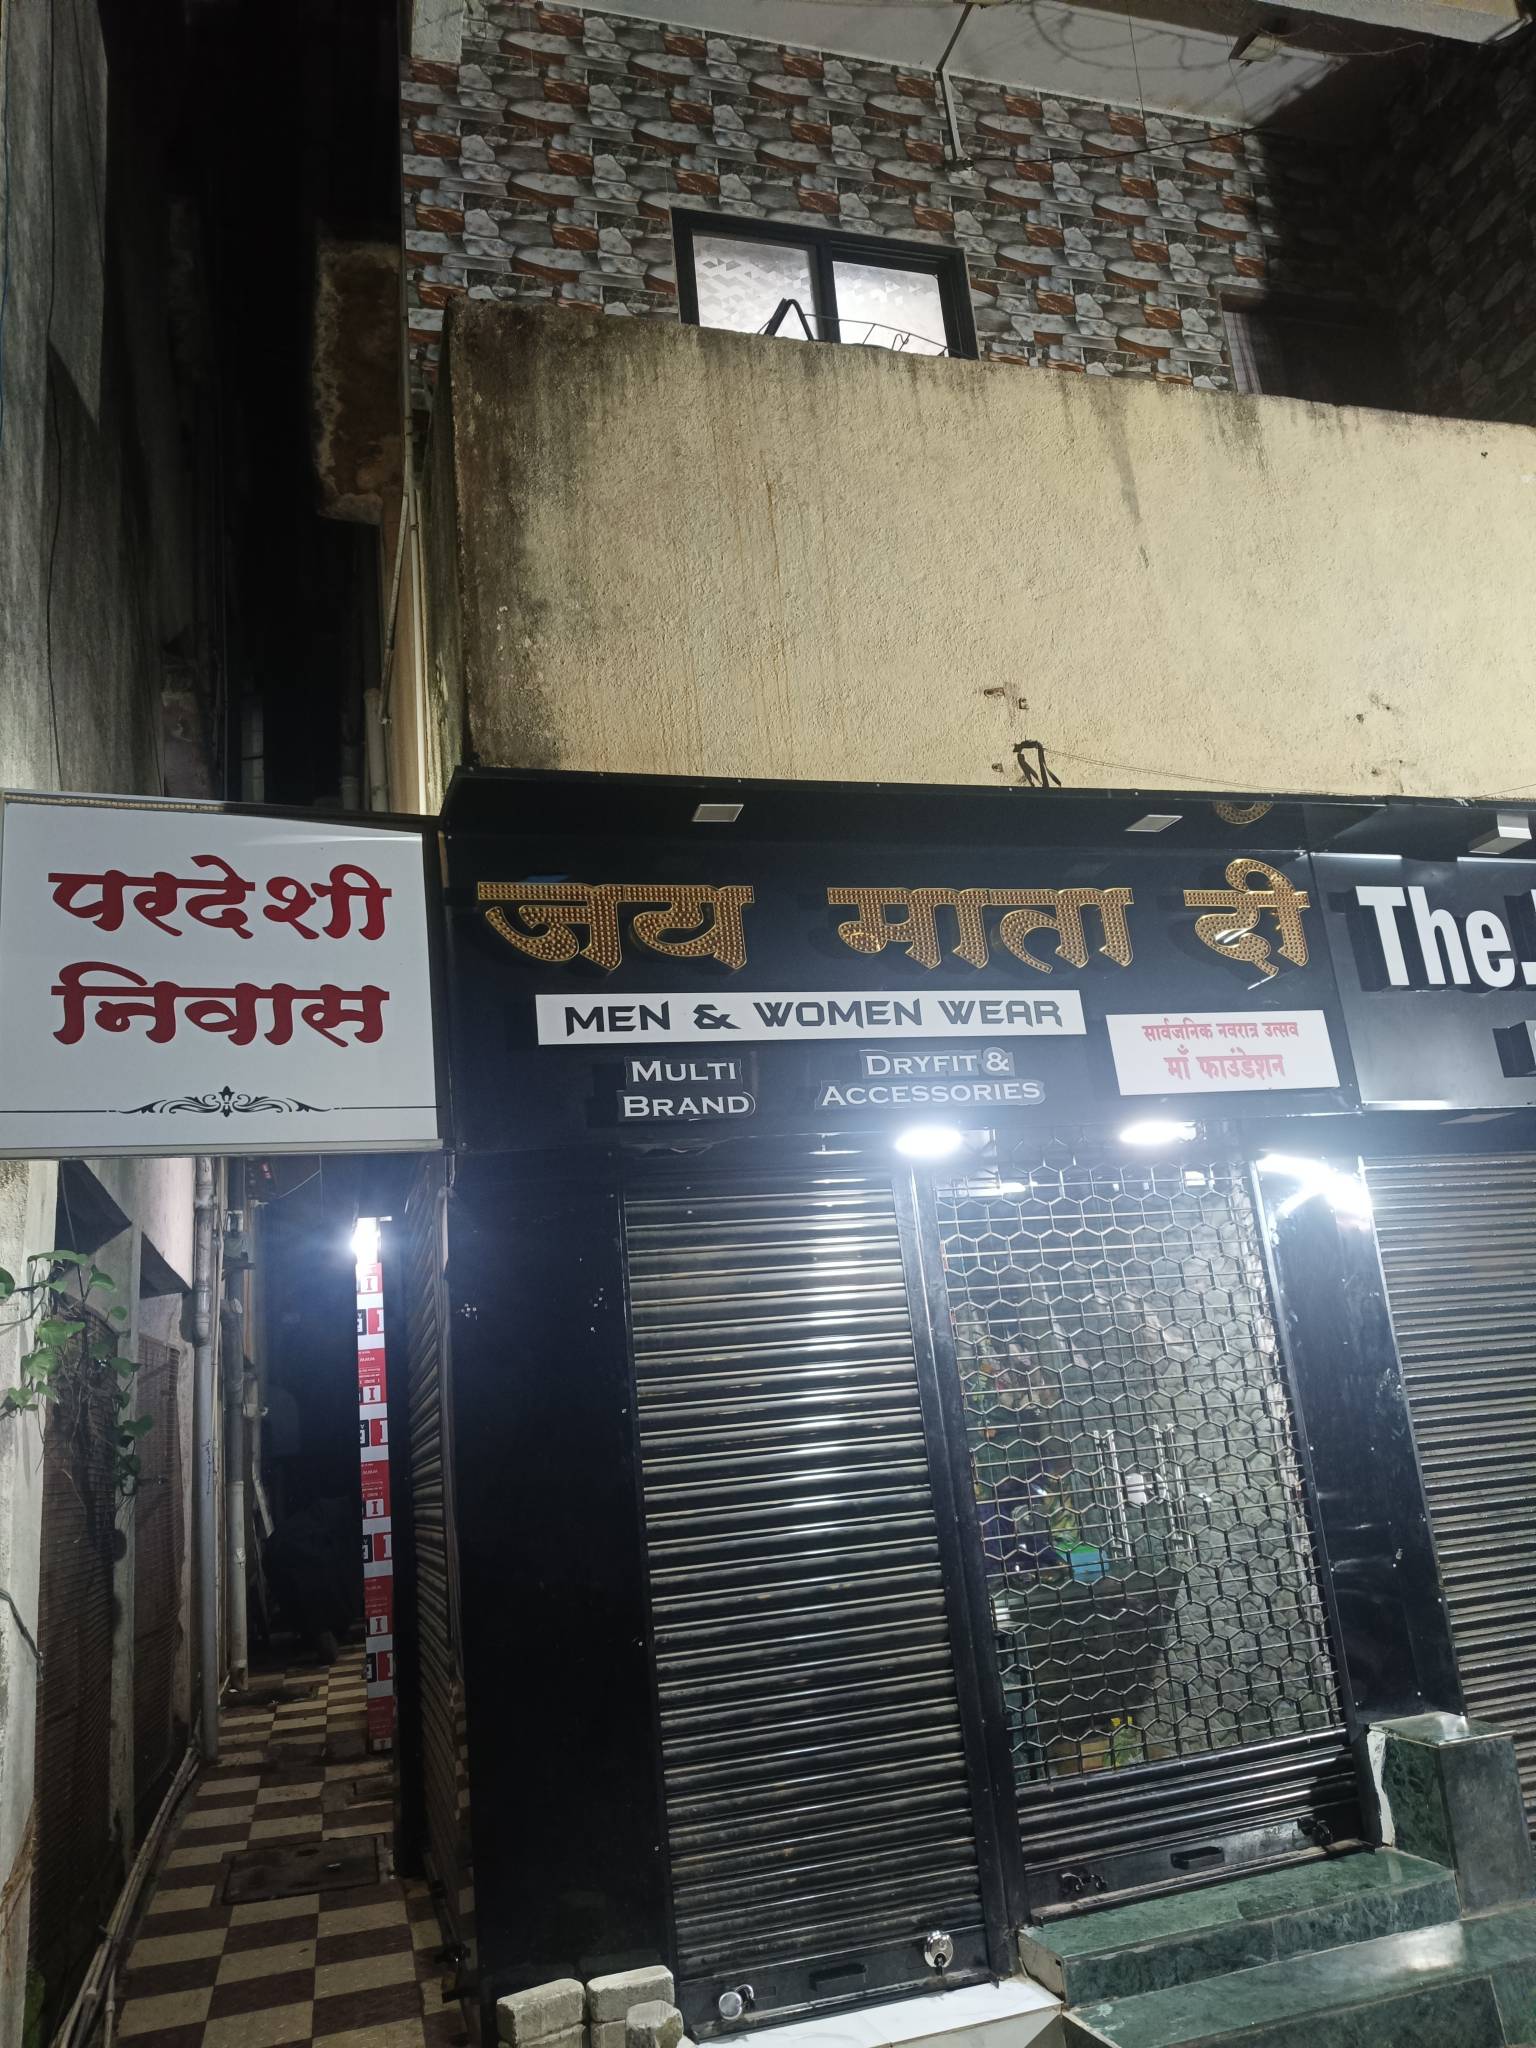 परदेशी
निवास
जय माता दी
MEN & WOMEN WEAR
MULTI
BRAND
DRYFIT &
ACCESSORIES
सार्वजनिक नवरात्र उत्सव
माँ फाउंडेशन
The.